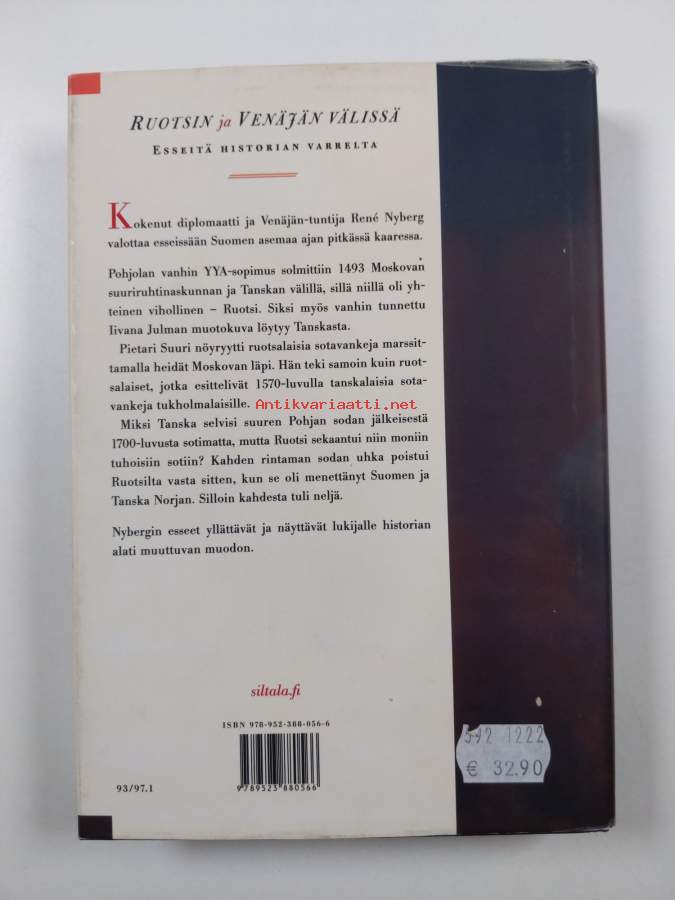 RUOTSIN ja VENÄJÄN VÄLISSÄ
ESSEITÄ HISTORIAN VARRELTA
Kokenut diplomaatti ja Venäjän-tuntija René Nyberg
valottaa esseissään Suomen asemaa ajan pitkässä kaaressa.
Pohjolan vanhin YYA-sopimus solmittiin 1493 Moskovan
suuriruhtinaskunnan ja Tanskan välillä, sillä niillä oli yh-
teinen vihollinen – Ruotsi. Siksi myös vanhin tunnettu
Iivana Julman muotokuva löytyy Tanskasta.
Pietari Suuri nöyryytti ruotsalaisia sotavankeja marssit-
tamalla heidät Moskovan läpi. Hän teki samoin kuin ruot-
salaiset, jotka esittelivät 1570-luvulla tanskalaisia sota-
vankeja tukholmalaisille.
Antikvariaatti.net
Miksi Tanska selvisi suuren Pohjan sodan jälkeisestä
1700-luvusta sotimatta, mutta Ruotsi sekaantui niin moniin
tuhoisiin sotiin? Kahden rintaman sodan uhka poistui
Ruotsilta vasta sitten, kun se oli menettänyt Suomen ja
Tanska Norjan. Silloin kahdesta tuli neljä.
Nybergin esseet yllättävät ja näyttävät lukijalle historian
alati muuttuvan muodon.
siltala.fi
ISBN 978-952-388-056-6
9789523880566
93/97.1
592 1222
€ 32.90